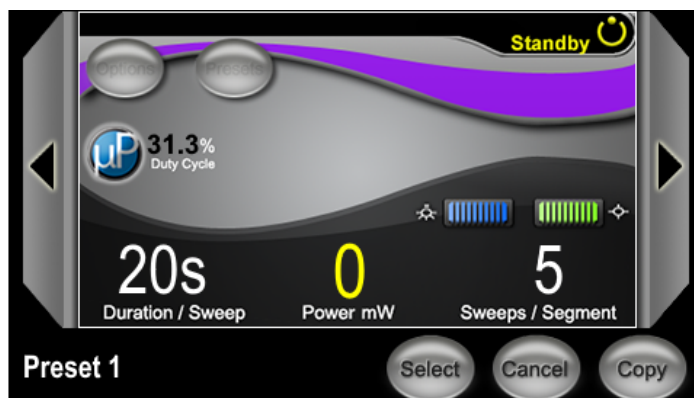 Standby
Options Presets
µP 31.3%
Duty Cycle
20s 0 5
Duration / Sweep Power mW Sweeps / Segment
Preset 1 Select Cancel Copy